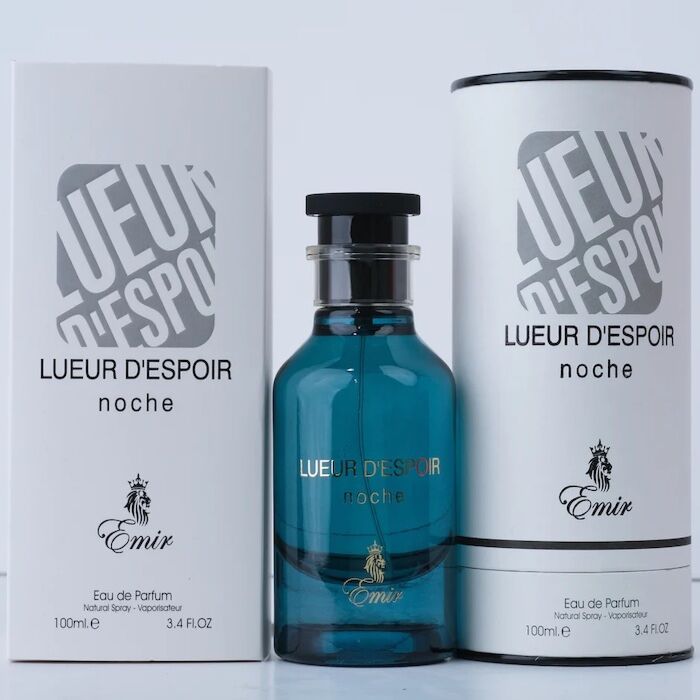 LUEUR
D'ESPOI
LUEUR D'ESPOIR
noche
Emir
Eau de Parfum
Natural Spray - Vaporisateur
100ml. e 3.4 Fl.OZ
LUEUR D'ESPOIR
noche
Emir
LUEUR
D'ESPOI
LUEUR D'ESPOIR
noche
Emir
Eau de Parfum
Natural Spray - Vaporisateur
100ml. e 3.4 Fl.OZ